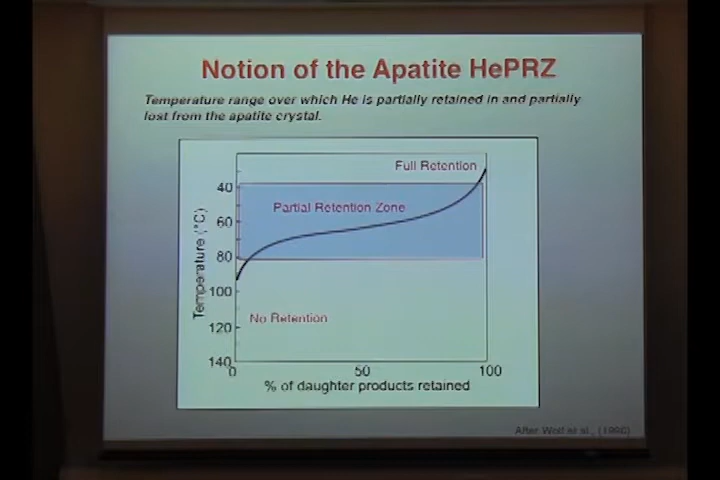 Notion of the Apatite HePRZ
Temperature range over which He is partially retained in and partially
lost from the apatite crystal.
Full Retention
Partial Retention Zone
No Retention
Temperature (°C)
40
60
80
100
120
140
0
50
100
% of daughter products retained
After Wolf et al., (1996)